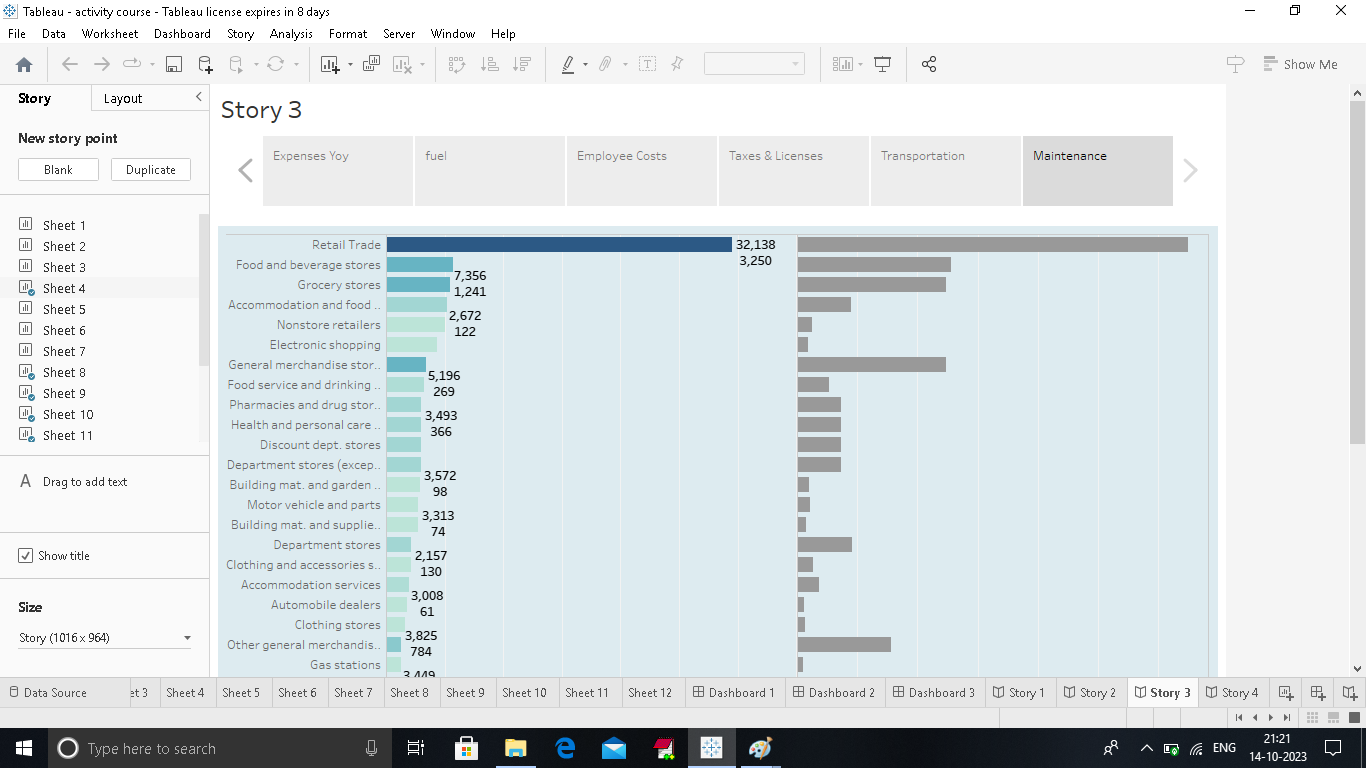 Tableau - activity course - Tableau license expires in 8 days
File Data Worksheet Dashboard Story Analysis Format Server Window Help
Show Me
Story Layout
New story point
Blank Duplicate
Sheet 1
Sheet 2
Sheet 3
Sheet 4
Sheet 5
Sheet 6
Sheet 7
Sheet 8
Sheet 9
Sheet 10
Sheet 11
A Drag to add text
Show title
Size
Story (1016 x 964)
Story 3
Expenses Yoy fuel Employee Costs Taxes & Licenses Transportation Maintenance
Retail Trade 32,138
3,250
Food and beverage stores
7,356
Grocery stores
1,241
Accommodation and food ..
2,672
Nonstore retailers
122
Electronic shopping
General merchandise stor..
5,196
Food service and drinking ..
269
Pharmacies and drug stor..
3,493
Health and personal care ..
366
Discount dept. stores
Department stores (excep..
3,572
Building mat. and garden ..
98
Motor vehicle and parts
3,313
Building mat. and supplie..
74
Department stores
2,157
Clothing and accessories s..
130
Accommodation services
3,008
Automobile dealers
61
Clothing stores
3,825
Other general merchandis..
784
Gas stations
3,449
Data Source et 3 Sheet 4 Sheet 5 Sheet 6 Sheet 7 Sheet 8 Sheet 9 Sheet 10 Sheet 11 Sheet 12 Dashboard 1 Dashboard 2 Dashboard 3 Story 1 Story 2 Story 3 Story 4
Type here to search
ENG
21:21
14-10-2023